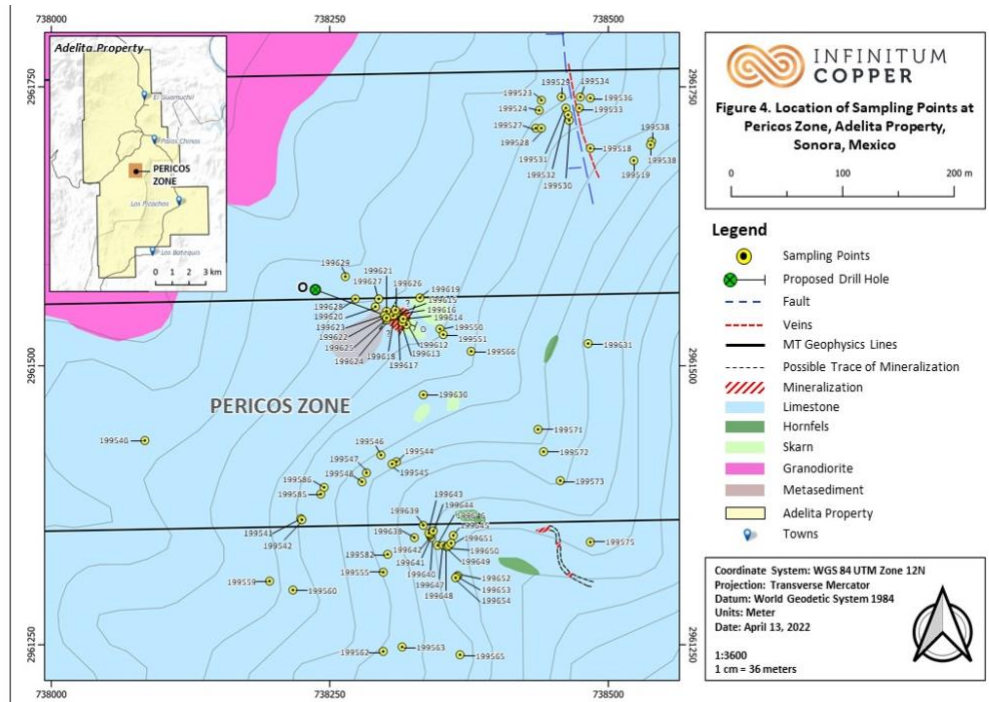 738000
738250
738500
2961750
2961500
2961250
2961750
2961500
2961250
738000
738250
738500
Adelita Property
El Guamuchil
Palos Chinos
PERICOS
ZONE
Los Picachos
0 1 2 3 km
199523
199529
199534
199524
199536
199533
199527
199528
199538
199518
199531
199538
199532
199519
199530
199629
199621
O
199627
199626
199619
199628
199615
199620
199616
199614
199623
199550
199622
199551
199625
199612
199566
199631
199624
199618
199613
199617
PERICOS ZONE
199630
199540
199571
199546
199547
199544
199572
199548
199545
199586
199573
199585
199643
199644
199639
199541
199638
199651
199575
199542
199642
199650
199582
199641
199649
199555
199640
199652
199559
199647
199653
199560
199648
199654
199562
199563
199565
INFINITUM
COPPER
Figure 4. Location of Sampling Points at
Pericos Zone, Adelita Property,
Sonora, Mexico
0 100 200 m
Legend
Sampling Points
Proposed Drill Hole
Fault
Veins
MT Geophysics Lines
Possible Trace of Mineralization
Mineralization
Limestone
Hornfels
Skarn
Granodiorite
Metasediment
Adelita Property
Towns
Coordinate System: WGS 84 UTM Zone 12N
Projection: Transverse Mercator
Datum: World Geodetic System 1984
Units: Meter
Date: April 13, 2022
1:3600
1 cm = 36 meters